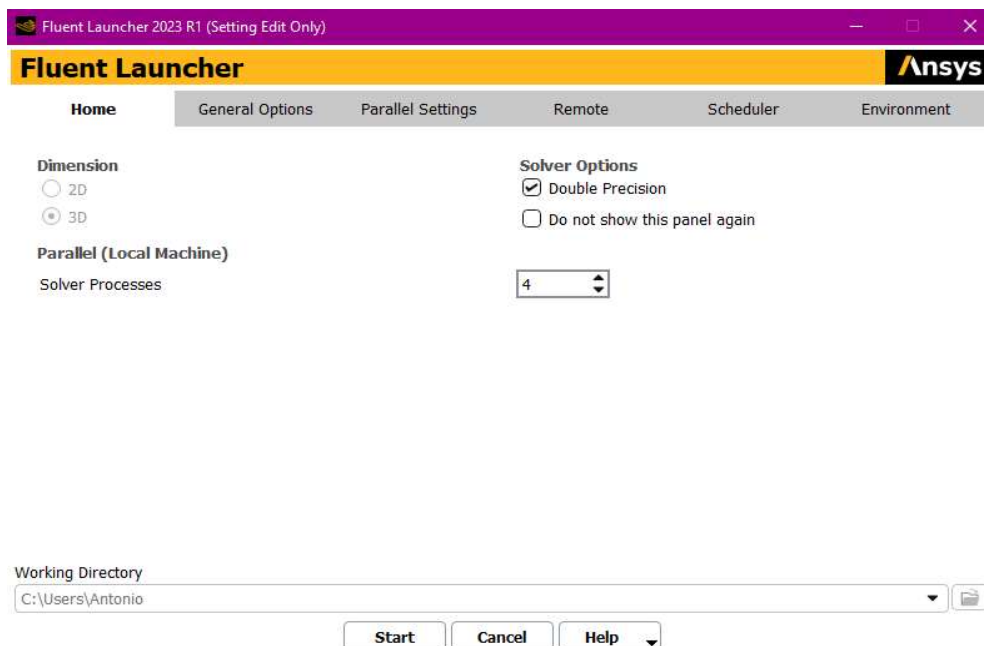 Fluent Launcher 2023 R1 (Setting Edit Only)
Fluent Launcher
Ansys
Home General Options Parallel Settings Remote Scheduler Environment
Dimension
2D
3D
Solver Options
Double Precision
Do not show this panel again
Parallel (Local Machine)
Solver Processes 4
Working Directory
C:\Users\Antonio
Start Cancel Help